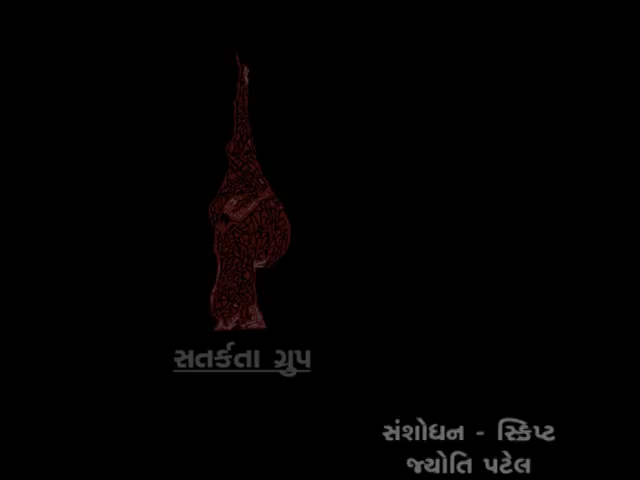 સતર્કતા ગ્રુપ
સંશોધન - સ્ક્રિપ્ટ
જ્યોતિ પટેલ